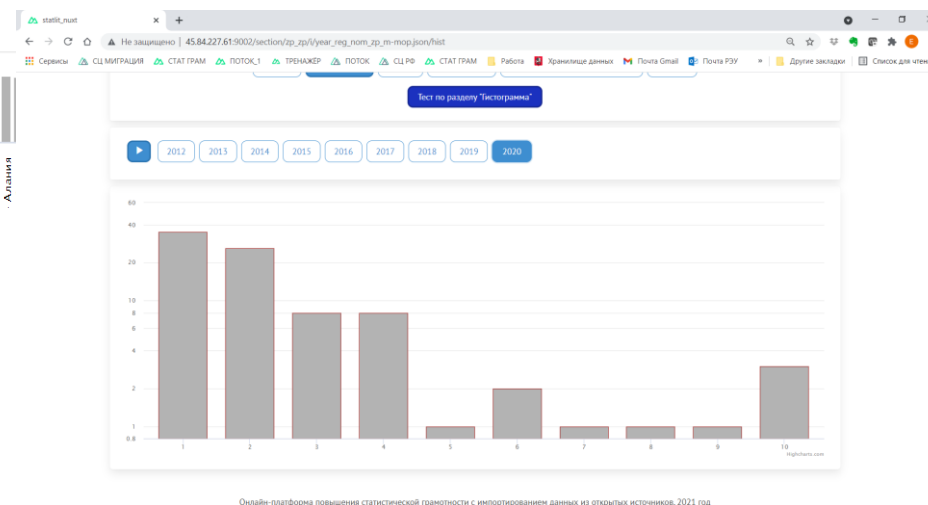 statlit_nuxt
Не защищено | 45.84.227.61:9002/section/zp_zp/i/year_reg_nom_zp_m-mop.json/hist
Сервисы СЦ МИГРАЦИЯ СТАТ ГРАМ ПОТОК_1 ТРЕНАЖЁР ПОТОК СЦ РФ СТАТ ГРАМ Работа Хранилище данных Почта Gmail Почта РЭУ » Другие закладки Список для чтен
Тест по разделу "Гистограмма"
2012 2013 2014 2015 2016 2017 2018 2019 2020
Алания
60
40
20
10
8
6
4
2
1
0.8
1 2 3 4 5 6 7 8 9 10
Highcharts.com
Онлайн-платформа повышения статистической грамотности с импортированием данных из открытых источников, 2021 год